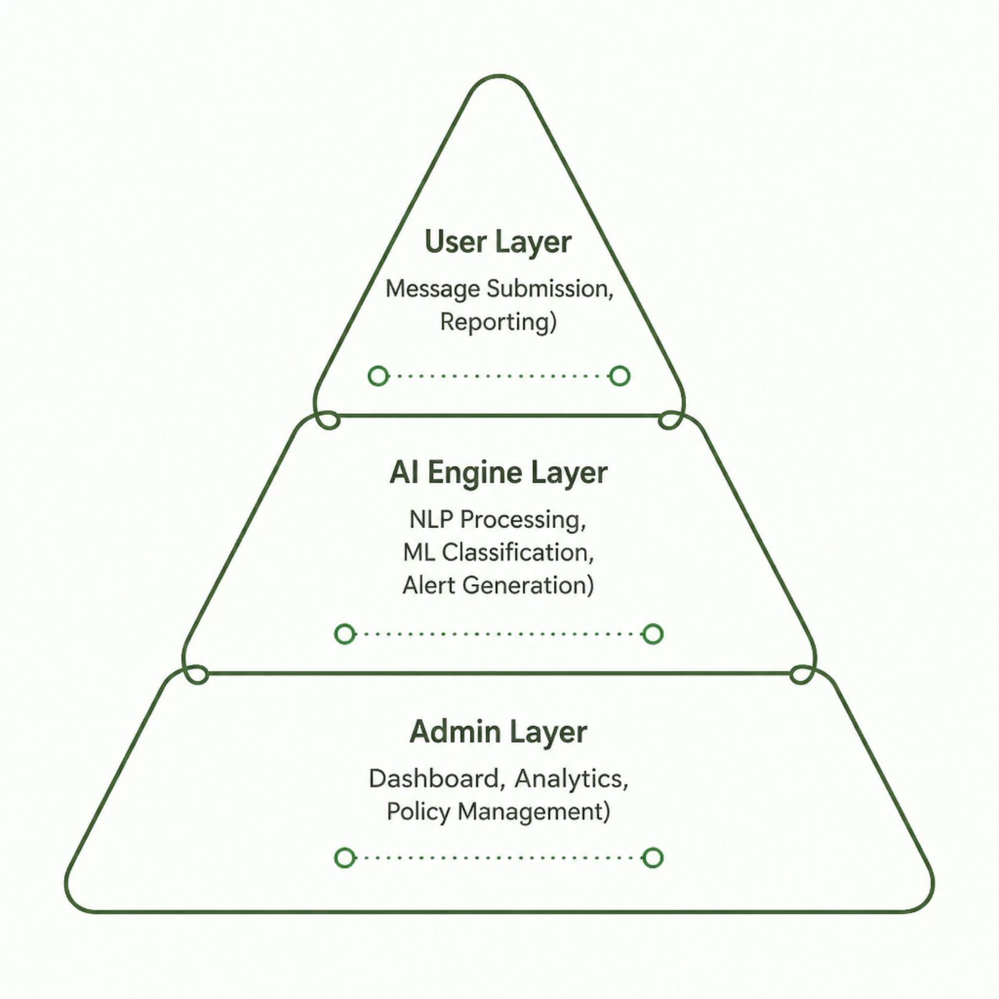 User Layer
Message Submission,
Reporting)
AI Engine Layer
NLP Processing,
ML Classification,
Alert Generation)
Admin Layer
Dashboard, Analytics,
Policy Management)